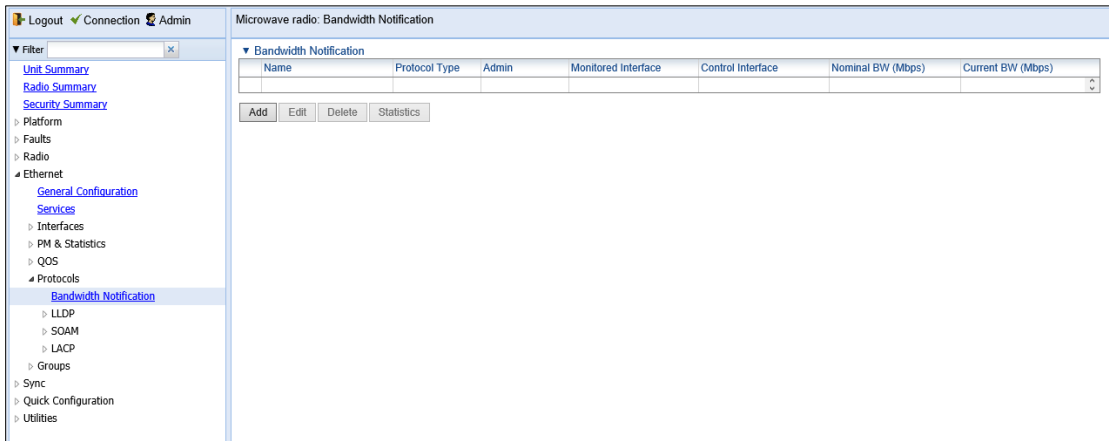 Logout Connection Admin
Filter
Unit Summary
Radio Summary
Security Summary
Platform
Faults
Radio
Ethernet
General Configuration
Services
Interfaces
PM & Statistics
QOS
Protocols
Bandwidth Notification
LLDP
SOAM
LACP
Groups
Sync
Quick Configuration
Utilities
Microwave radio: Bandwidth Notification
Bandwidth Notification
Name Protocol Type Admin Monitored Interface Control Interface Nominal BW (Mbps) Current BW (Mbps)
Add Edit Delete Statistics